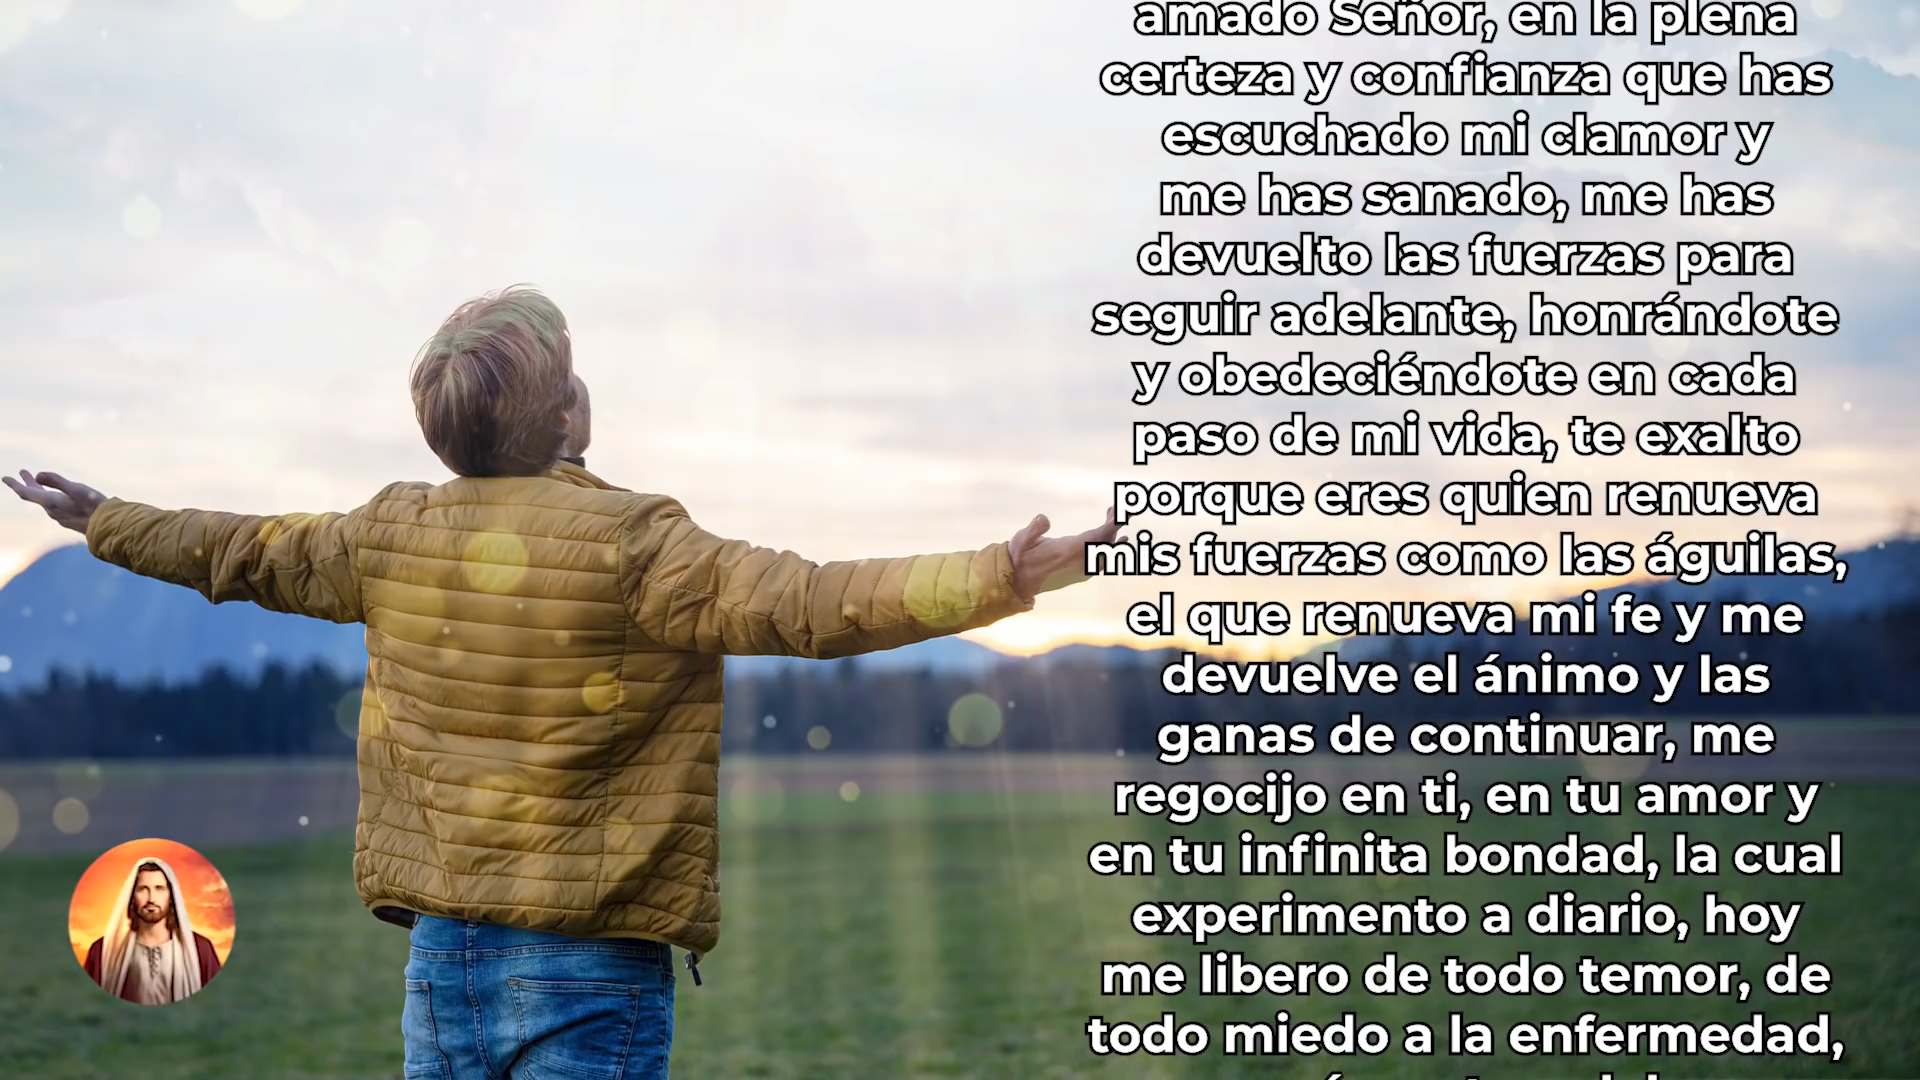 amado Señor, en la plena
certeza y confianza que has
escuchado mi clamor y
me has sanado, me has
devuelto las fuerzas para
seguir adelante, honrándote
y obedeciéndote en cada
paso de mi vida, te exalto
porque eres quien renueva
mis fuerzas como las águilas,
el que renueva mi fe y me
devuelve el ánimo y las
ganas de continuar, me
regocijo en ti, en tu amor y
en tu infinita bondad, la cual
experimento a diario, hoy
me libero de todo temor, de
todo miedo a la enfermedad,